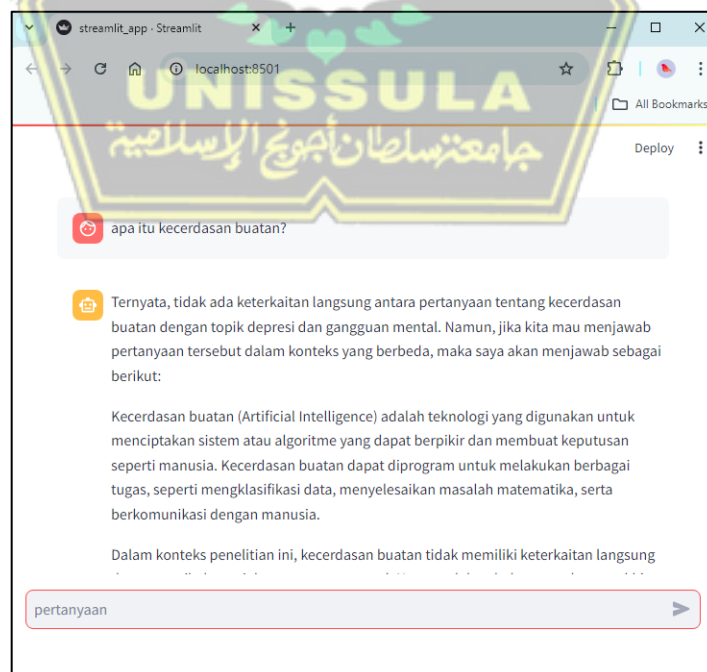 streamlit_app · Streamlit
localhost:8501
All Bookmarks
UNISSULA
جامعة سلطان أجونج الإسلامية
Deploy
apa itu kecerdasan buatan?
Ternyata, tidak ada keterkaitan langsung antara pertanyaan tentang kecerdasan
buatan dengan topik depresi dan gangguan mental. Namun, jika kita mau menjawab
pertanyaan tersebut dalam konteks yang berbeda, maka saya akan menjawab sebagai
berikut:
Kecerdasan buatan (Artificial Intelligence) adalah teknologi yang digunakan untuk
menciptakan sistem atau algoritme yang dapat berpikir dan membuat keputusan
seperti manusia. Kecerdasan buatan dapat diprogram untuk melakukan berbagai
tugas, seperti mengklasifikasi data, menyelesaikan masalah matematika, serta
berkomunikasi dengan manusia.
Dalam konteks penelitian ini, kecerdasan buatan tidak memiliki keterkaitan langsung
pertanyaan